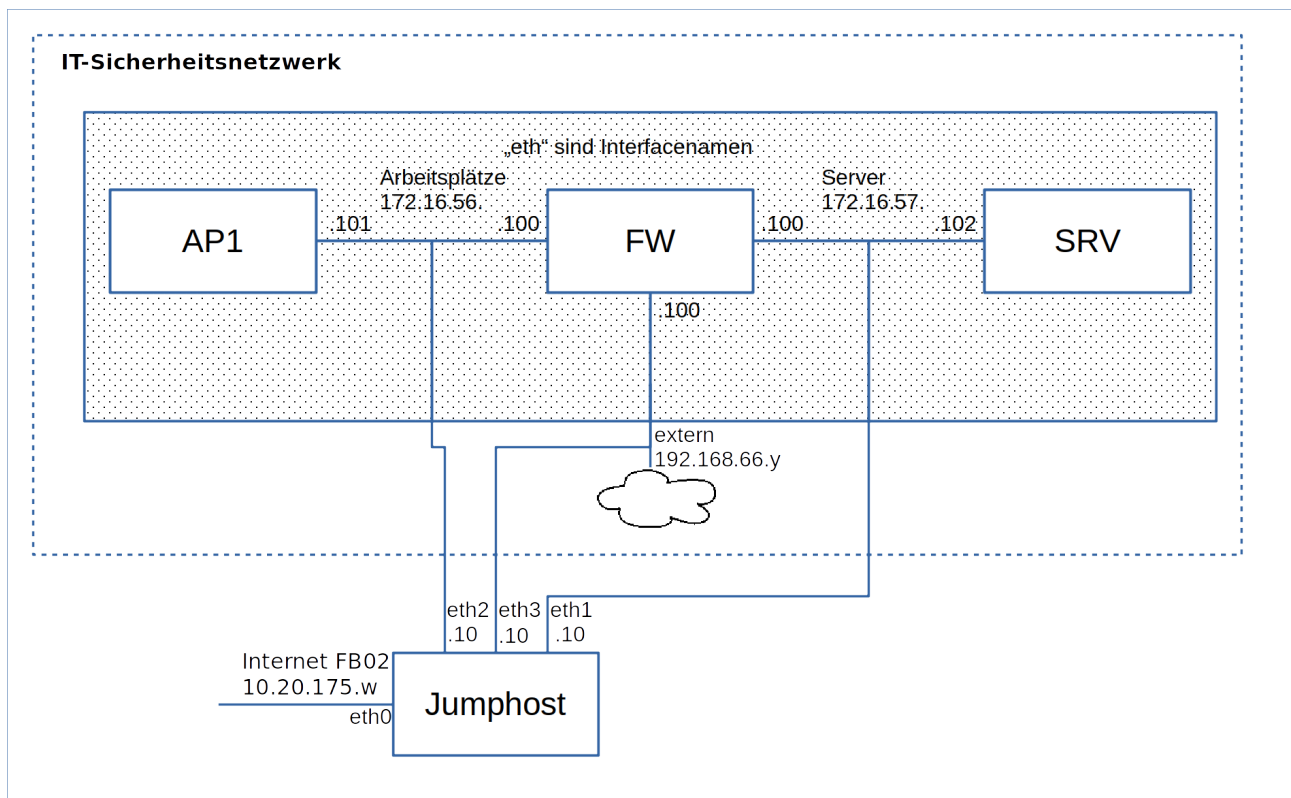 IT-Sicherheitsnetzwerk
„eth“ sind Interfacenamen
Arbeitsplätze
172.16.56.
Server
172.16.57.
.101
.100
.100
.102
AP1
FW
SRV
.100
extern
192.168.66.y
eth2
eth3
eth1
.10
.10
.10
Internet FB02
10.20.175.w
eth0
Jumphost